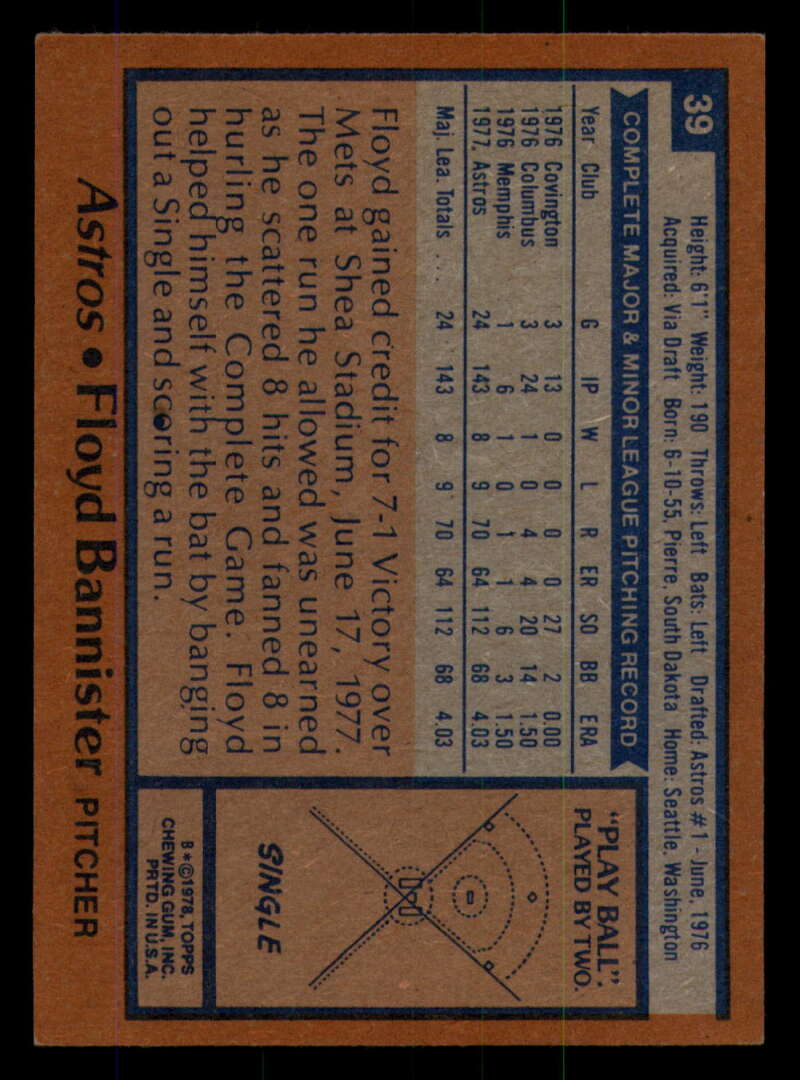 39
Height: 6'1" Weight: 190 Throws: Left Bats: Left Drafted: Astros #1 - June, 1976
Acquired: Via Draft Born: 6-10-55, Pierre, South Dakota Home: Seattle, Washington
COMPLETE MAJOR & MINOR LEAGUE PITCHING RECORD
Year Club G IP W L R ER SO BB ERA
1976 Covington 3 13 0 0 0 0 27 2 0.00
1976 Columbus 3 24 1 0 4 4 20 14 1.50
1976 Memphis 1 6 1 0 1 1 6 3 1.50
1977, Astros 24 143 8 9 70 64 112 68 4.03
Maj. Lea. Totals ... 24 143 8 9 70 64 112 68 4.03
Floyd gained credit for 7-1 Victory over
Mets at Shea Stadium, June 17, 1977.
The one run he allowed was unearned
as he scattered 8 hits and fanned 8 in
hurling the Complete Game. Floyd
helped himself with the bat by banging
out a Single and scoring a run.
"PLAY BALL".
PLAYED BY TWO.
SINGLE
B*©1978, TOPPS
CHEWING GUM, INC.
PRTD. IN U.S.A.
Astros • Floyd Bannister PITCHER